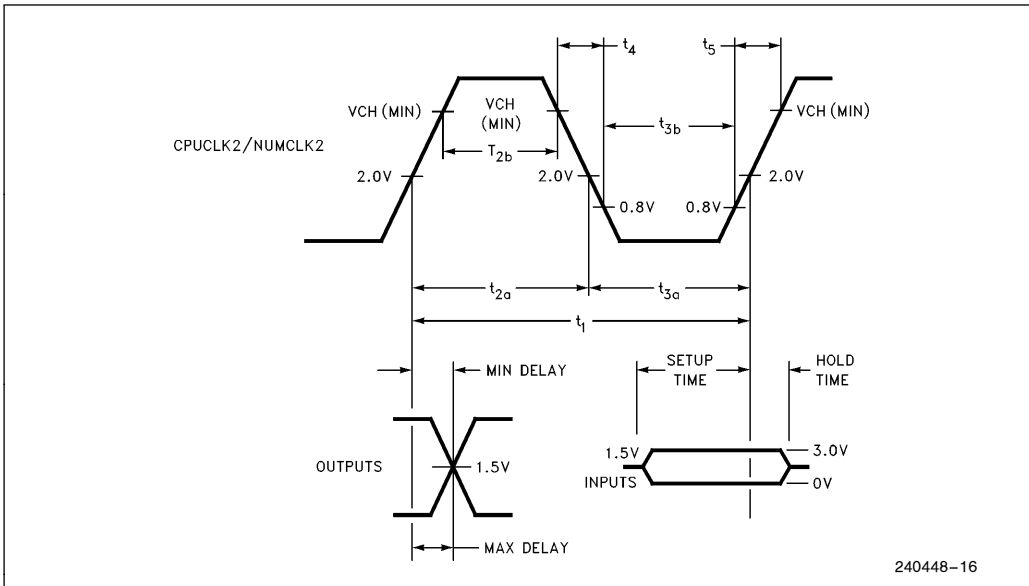 t4
t5
VCH (MIN)
VCH
(MIN)
VCH (MIN)
t3b
CPUCLK2/NUMCLK2
T2b
2.0V
2.0V
2.0V
0.8V
0.8V
t2a
t3a
t1
SETUP
TIME
HOLD
TIME
MIN DELAY
1.5V
3.0V
OUTPUTS
1.5V
INPUTS
0V
MAX DELAY
240448–16